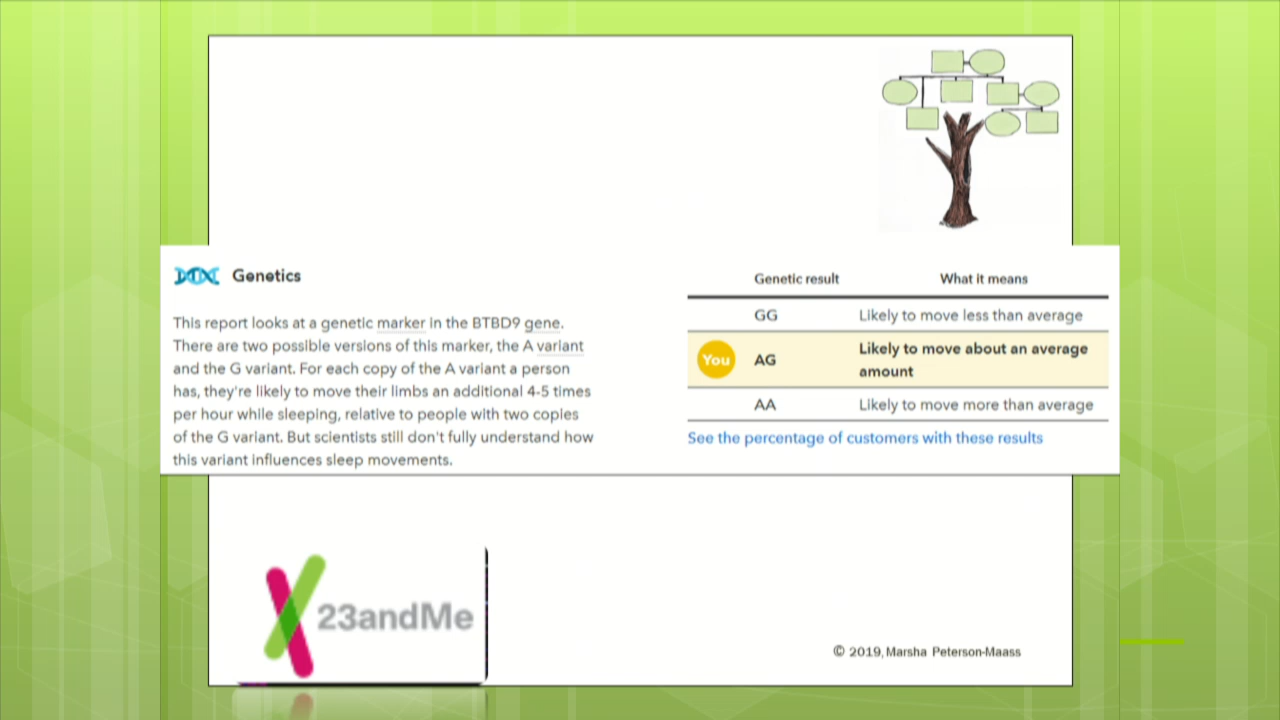 Genetics
This report looks at a genetic marker in the BTBD9 gene.
There are two possible versions of this marker, the A variant
and the G variant. For each copy of the A variant a person
has, they're likely to move their limbs an additional 4-5 times
per hour while sleeping, relative to people with two copies
of the G variant. But scientists still don't fully understand how
this variant influences sleep movements.
Genetic result What it means
GG Likely to move less than average
You AG Likely to move about an average
amount
AA Likely to move more than average
See the percentage of customers with these results
23andMe
© 2019, Marsha Peterson-Maass